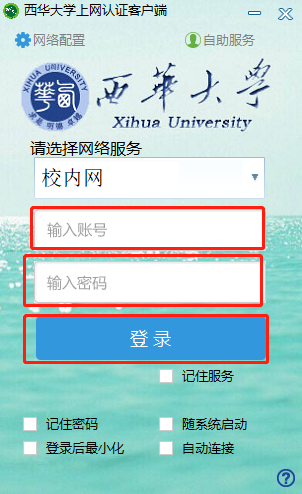 西华大学上网认证客户端
网络配置 自助服务
XIHUA UNIVERSITY
西華大學
Xihua University
请选择网络服务
校内网
输入账号
输入密码
登录
记住服务
记住密码 随系统启动
登录后最小化 自动连接
?